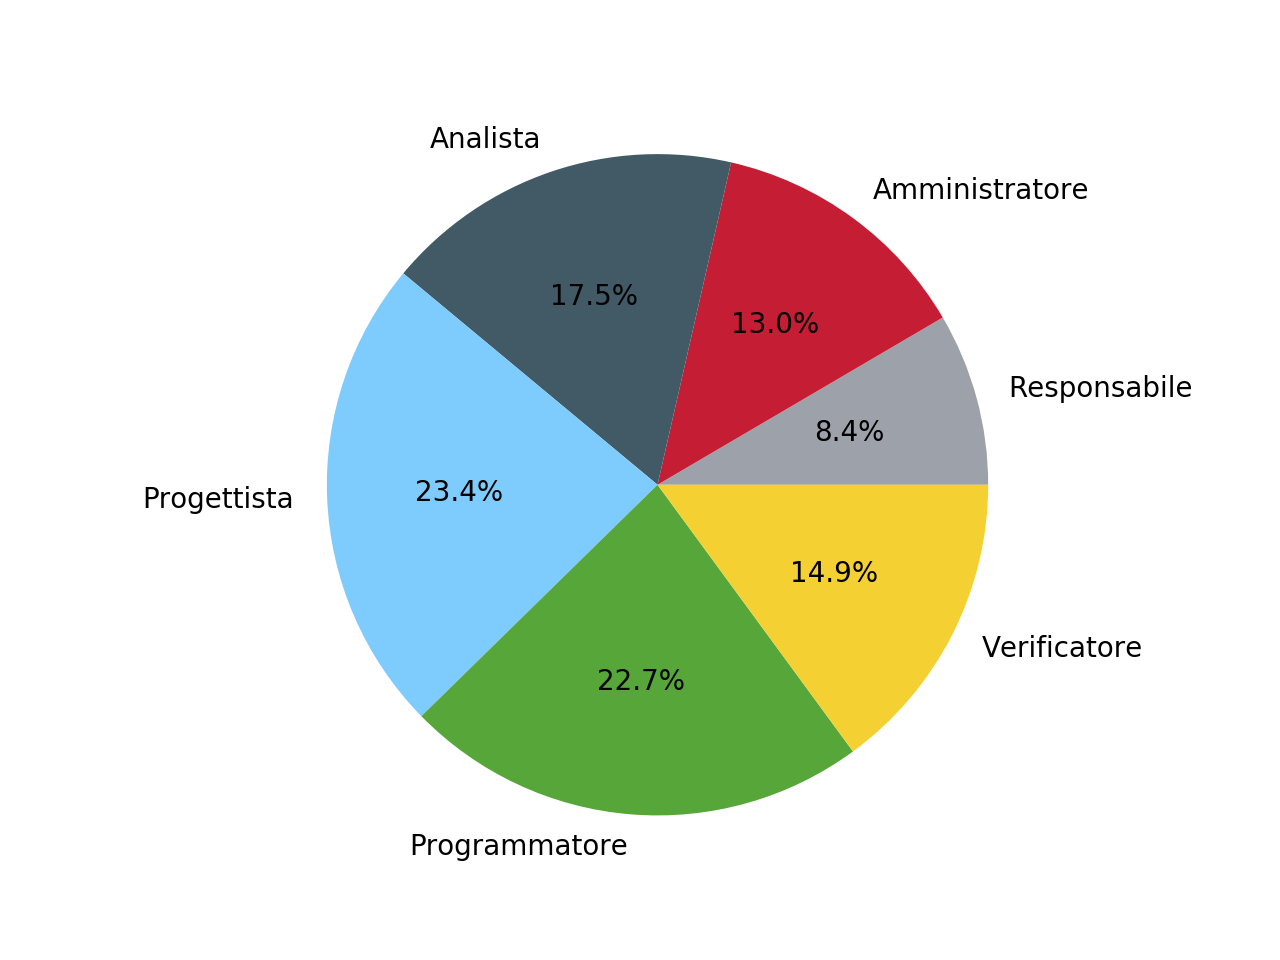 Analista
Amministratore
17.5%
13.0%
Responsabile
8.4%
Progettista
23.4%
14.9%
Verificatore
22.7%
Programmatore